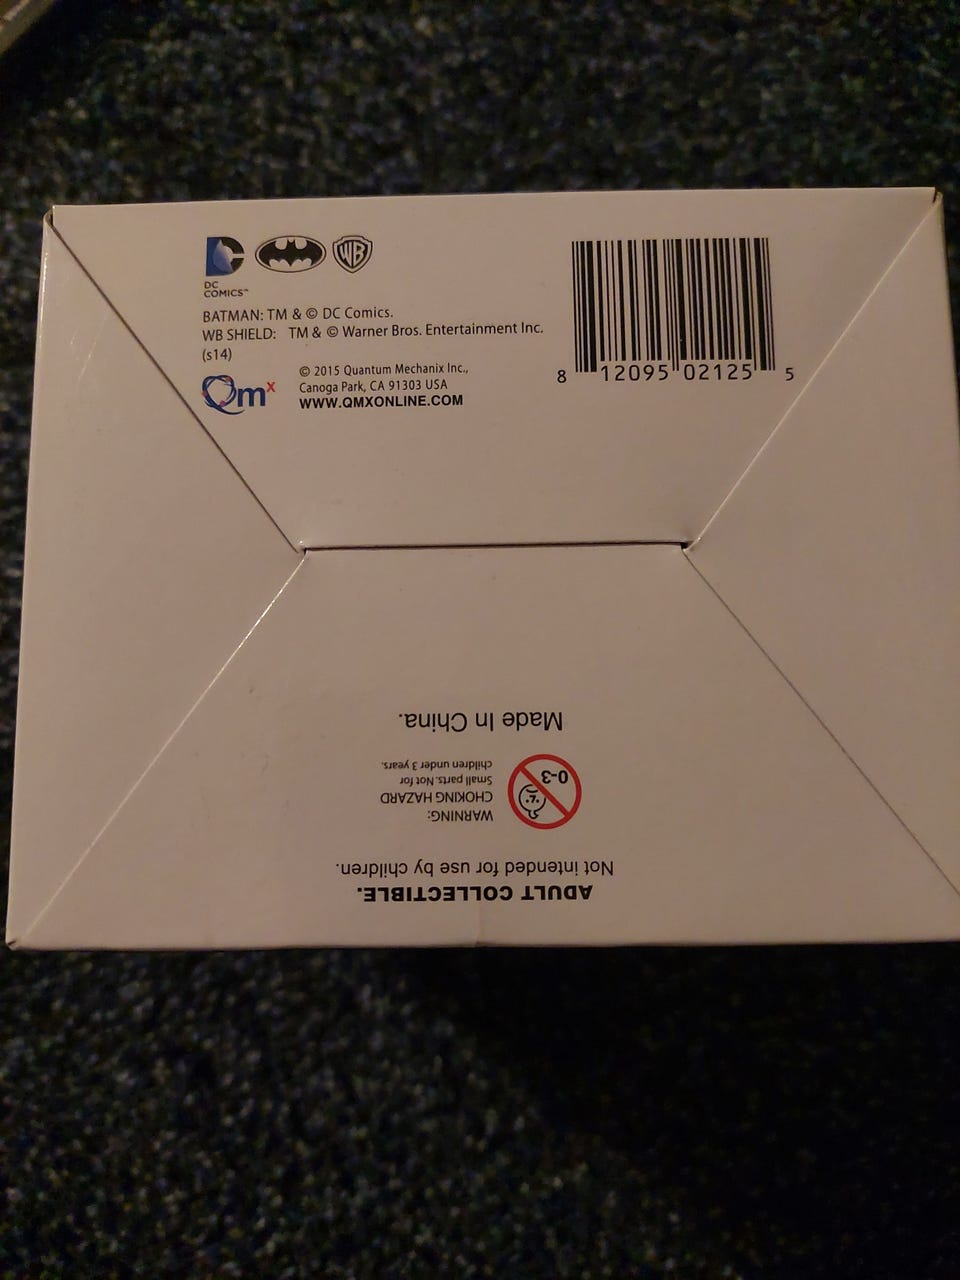 DC
COMICS™
WB
BATMAN: TM & © DC Comics.
WB SHIELD: TM & © Warner Bros. Entertainment Inc.
(s14)
Qmx
© 2015 Quantum Mechanix Inc.,
Canoga Park, CA 91303 USA
WWW.QMXONLINE.COM
8 12095 02125 5
ADULT COLLECTIBLE.
Not intended for use by children.
0-3
WARNING:
CHOKING HAZARD
Small parts. Not for
children under 3 years.
Made In China.